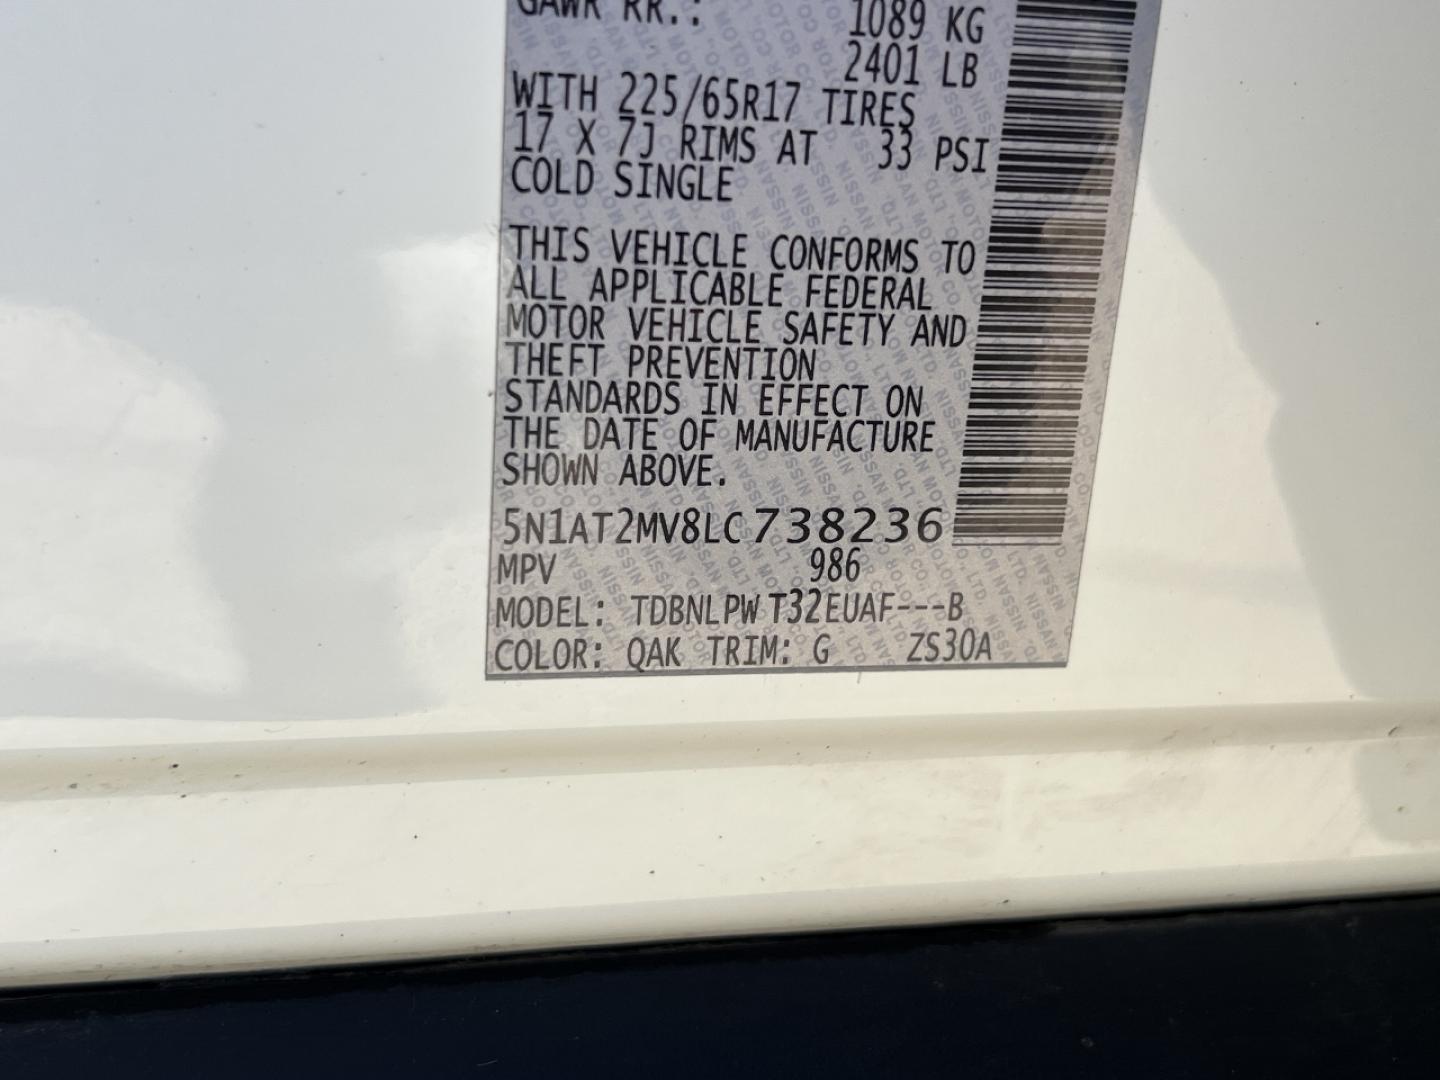 GAWR RR.: 1089 KG
2401 LB
WITH 225/65R17 TIRES
17 X 7J RIMS AT 33 PSI
COLD SINGLE
THIS VEHICLE CONFORMS TO
ALL APPLICABLE FEDERAL
MOTOR VEHICLE SAFETY AND
THEFT PREVENTION
STANDARDS IN EFFECT ON
THE DATE OF MANUFACTURE
SHOWN ABOVE.
5N1AT2MV8LC738236
MPV 986
MODEL: TDBNLPW T32EUAF---B
COLOR: QAK TRIM: G ZS30A